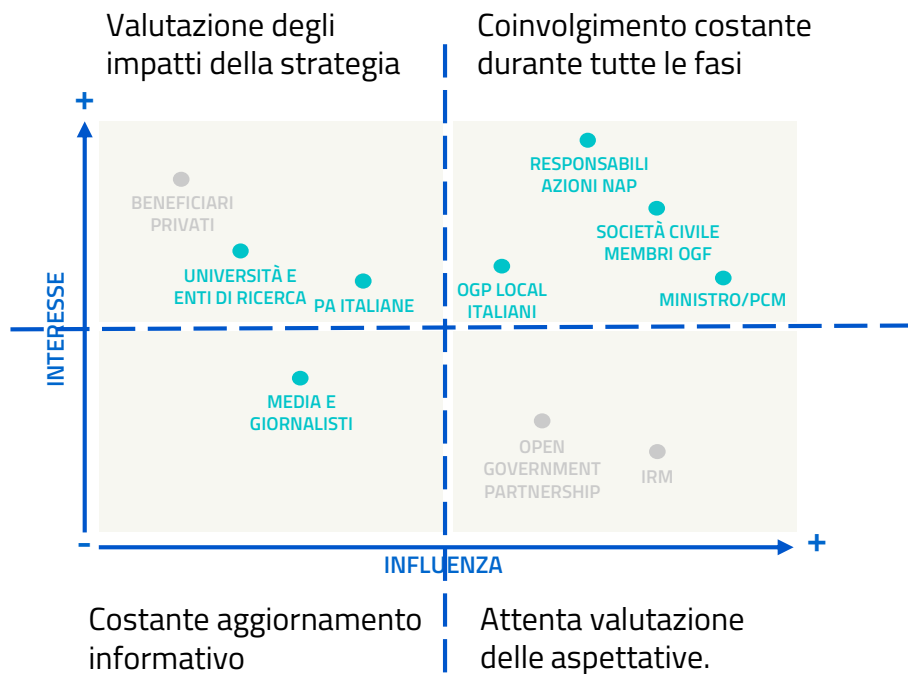 Valutazione degli
impatti della strategia
Coinvolgimento costante
durante tutte le fasi
+
RESPONSABILI
AZIONI NAP
BENEFICIARI
PRIVATI
SOCIETÀ CIVILE
MEMBRI OGF
UNIVERSITÀ E
ENTI DI RICERCA
PA ITALIANE
OGP LOCAL
ITALIANI
MINISTRO/PCM
INTERESSE
MEDIA E
GIORNALISTI
OPEN
GOVERNMENT
PARTNERSHIP
IRM
-
+
INFLUENZA
Costante aggiornamento
informativo
Attenta valutazione
delle aspettative.